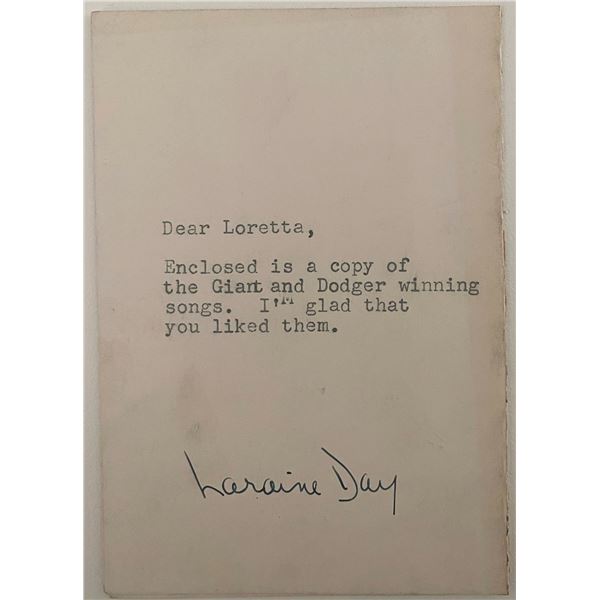 Dear Loretta,
Enclosed is a copy of
the Giant and Dodger winning
songs. I'm glad that
you liked them.
Laraine Day